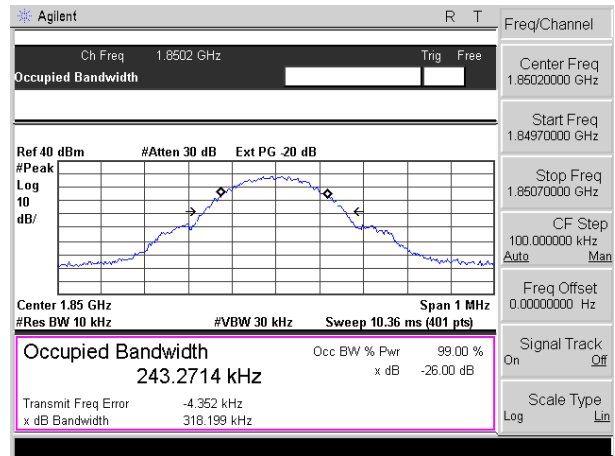 Agilent
R T
Freq/Channel
Ch Freq 1.8502 GHz Trig Free
Occupied Bandwidth
Center Freq
1.85020000 GHz
Start Freq
1.84970000 GHz
Stop Freq
1.85070000 GHz
CF Step
100.000000 kHz
Auto Man
Freq Offset
0.00000000 Hz
Signal Track
On Off
Scale Type
Log Lin
Ref 40 dBm #Atten 30 dB Ext PG -20 dB
#Peak
Log
10
dB/
Center 1.85 GHz Span 1 MHz
#Res BW 10 kHz #VBW 30 kHz Sweep 10.36 ms (401 pts)
Occupied Bandwidth Occ BW % Pwr 99.00 %
243.2714 kHz x dB -26.00 dB
Transmit Freq Error -4.352 kHz
x dB Bandwidth 318.199 kHz